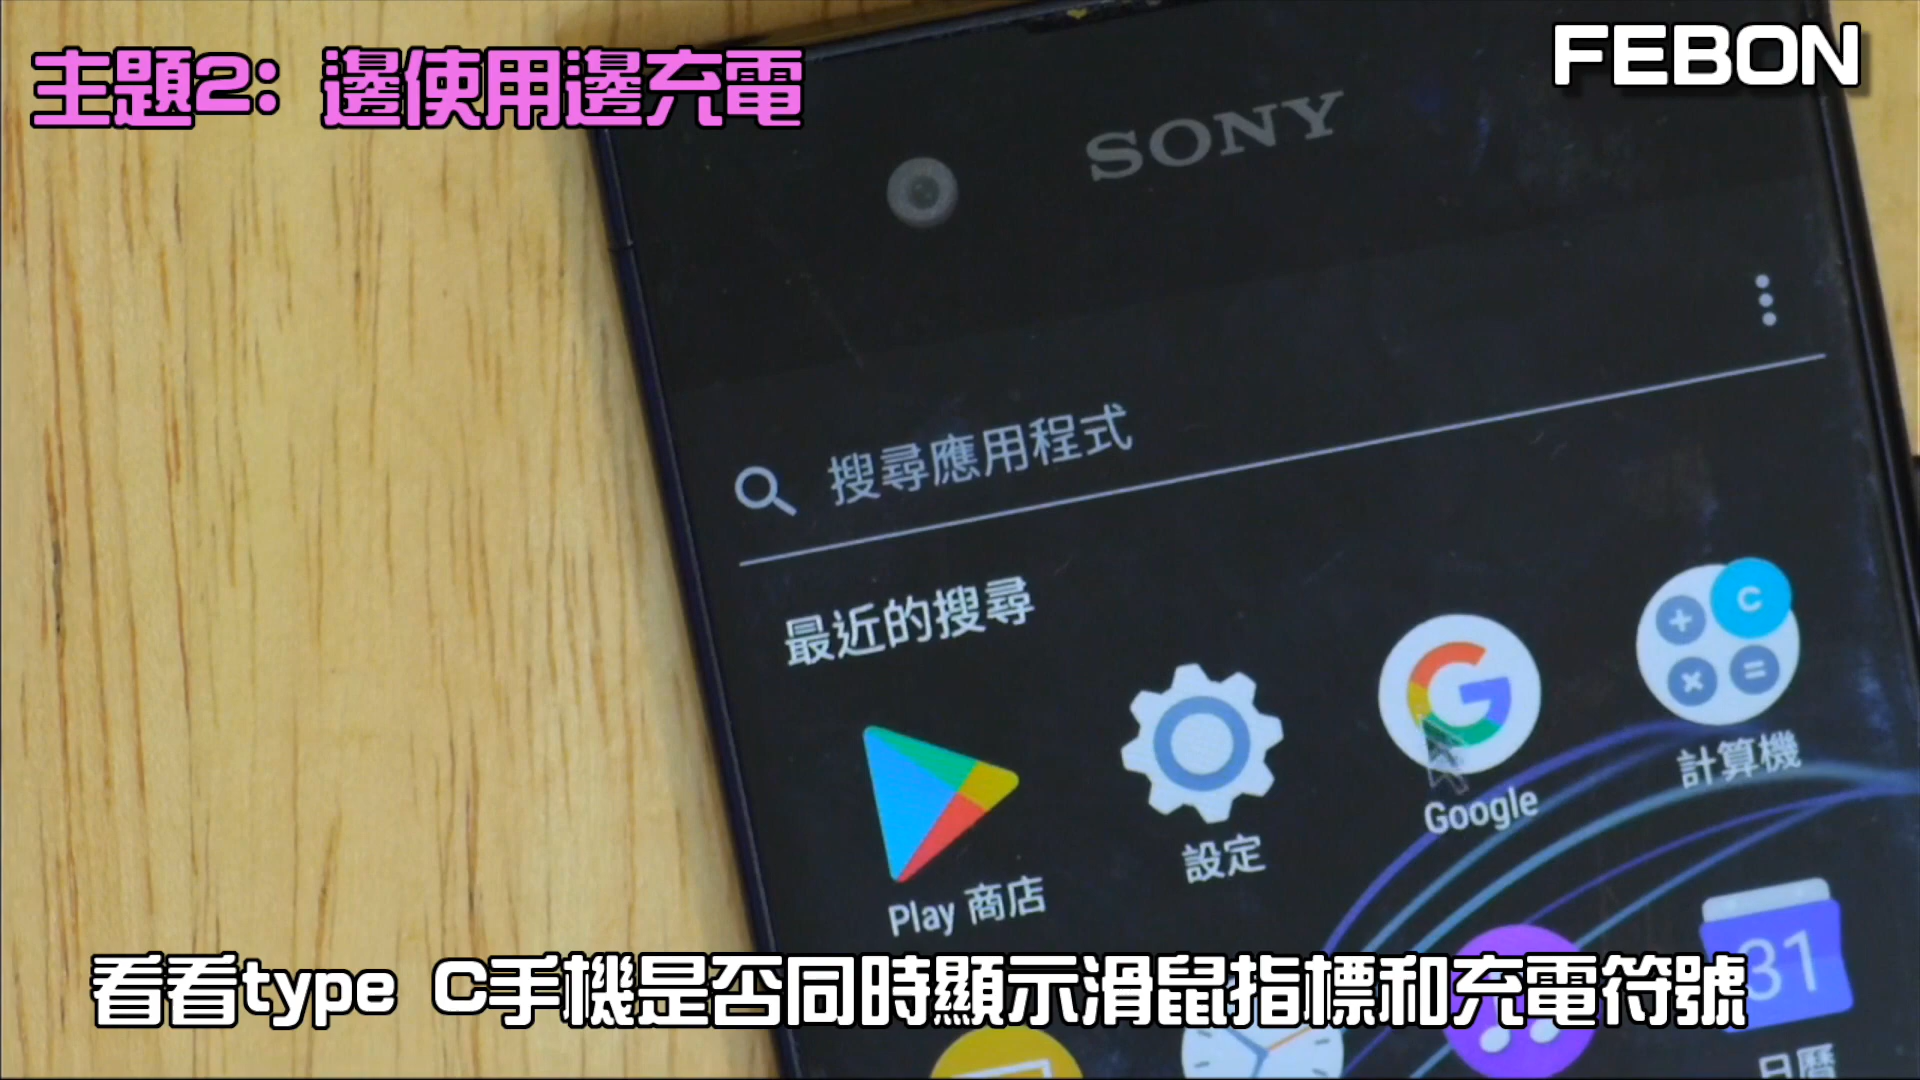 主題2：邊使用邊充電
FEBON
SONY
搜尋應用程式
最近的搜尋
C
Play 商店
設定
Google
計算機
31
日曆
看看type C手機是否同時顯示滑鼠指標和充電符號